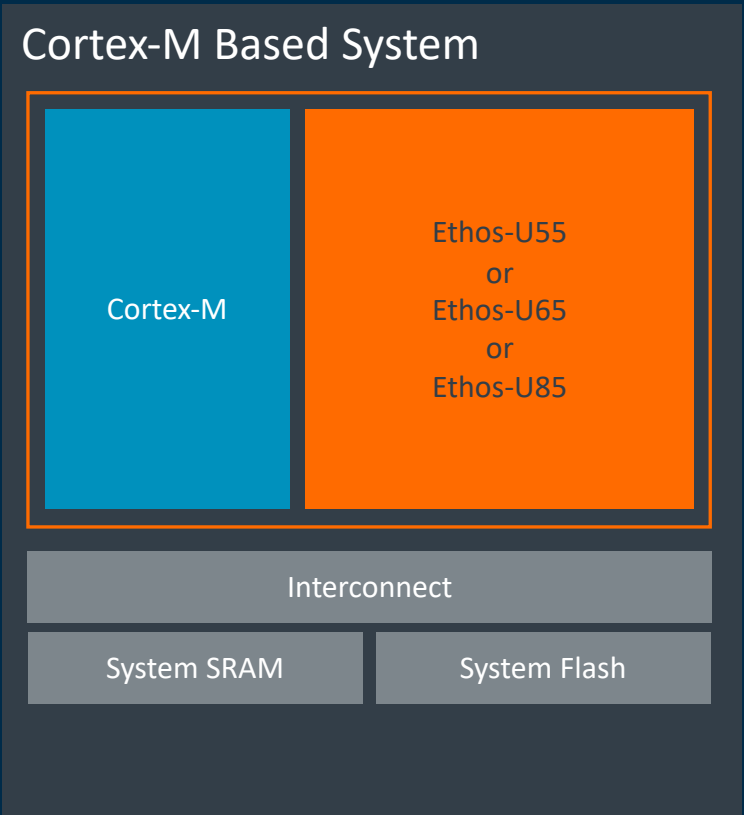 Cortex-M Based System
Cortex-M
Ethos-U55
or
Ethos-U65
or
Ethos-U85
Interconnect
System SRAM
System Flash